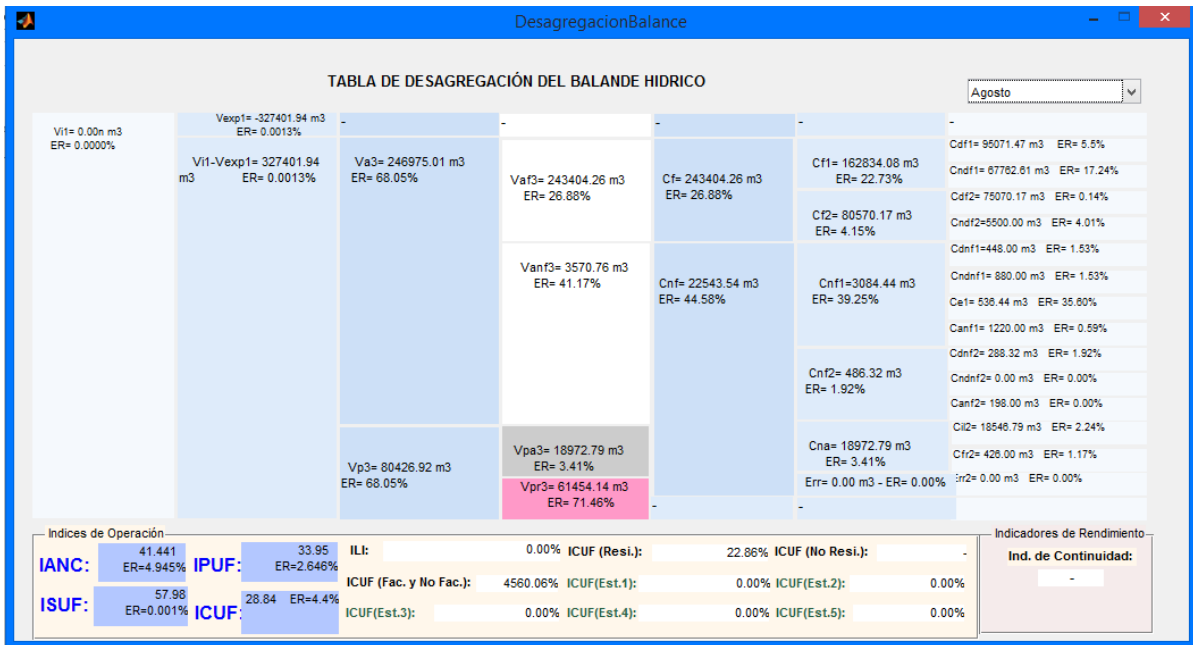 DesagregacionBalance
TABLA DE DESAGREGACIÓN DEL BALANDE HIDRICO
Agosto
Vi1= 0.00n m3
ER= 0.0000%
Vexp1= -327401.94 m3
ER= 0.0013%
Vi1-Vexp1= 327401.94
m3 ER= 0.0013%
-
Va3= 246975.01 m3
ER= 68.05%
Vp3= 80426.92 m3
ER= 68.05%
-
Vaf3= 243404.26 m3
ER= 26.88%
Vanf3= 3570.76 m3
ER= 41.17%
Vpa3= 18972.79 m3
ER= 3.41%
Vpr3= 61454.14 m3
ER= 71.46%
-
Cf= 243404.26 m3
ER= 26.88%
Cnf= 22543.54 m3
ER= 44.58%
-
-
Cf1= 162834.08 m3
ER= 22.73%
Cf2= 80570.17 m3
ER= 4.15%
Cnf1=3084.44 m3
ER= 39.25%
Cnf2= 486.32 m3
ER= 1.92%
Cna= 18972.79 m3
ER= 3.41%
Err= 0.00 m3 - ER= 0.00%
-
-
Cdf1= 95071.47 m3 ER= 5.5%
Cndf1= 67762.61 m3 ER= 17.24%
Cdf2= 75070.17 m3 ER= 0.14%
Cndf2=5500.00 m3 ER= 4.01%
Cdnf1=448.00 m3 ER= 1.53%
Cndnf1= 880.00 m3 ER= 1.53%
Ce1= 536.44 m3 ER= 35.60%
Canf1= 1220.00 m3 ER= 0.59%
Cdnf2= 288.32 m3 ER= 1.92%
Cndnf2= 0.00 m3 ER= 0.00%
Canf2= 198.00 m3 ER= 0.00%
Cil2= 18546.79 m3 ER= 2.24%
Cfr2= 426.00 m3 ER= 1.17%
Err2= 0.00 m3 ER= 0.00%
Indices de Operación
IANC: 41.441
ER=4.945%
IPUF: 33.95
ER=2.646%
ISUF: 57.98
ER=0.001%
ICUF: 28.84 ER=4.4%
ILI: 0.00% ICUF (Resi.): 22.86% ICUF (No Resi.): -
ICUF (Fac. y No Fac.): 4560.06% ICUF(Est.1): 0.00% ICUF(Est.2): 0.00%
ICUF(Est.3): 0.00% ICUF(Est.4): 0.00% ICUF(Est.5): 0.00%
Indicadores de Rendimiento
Ind. de Continuidad:
-